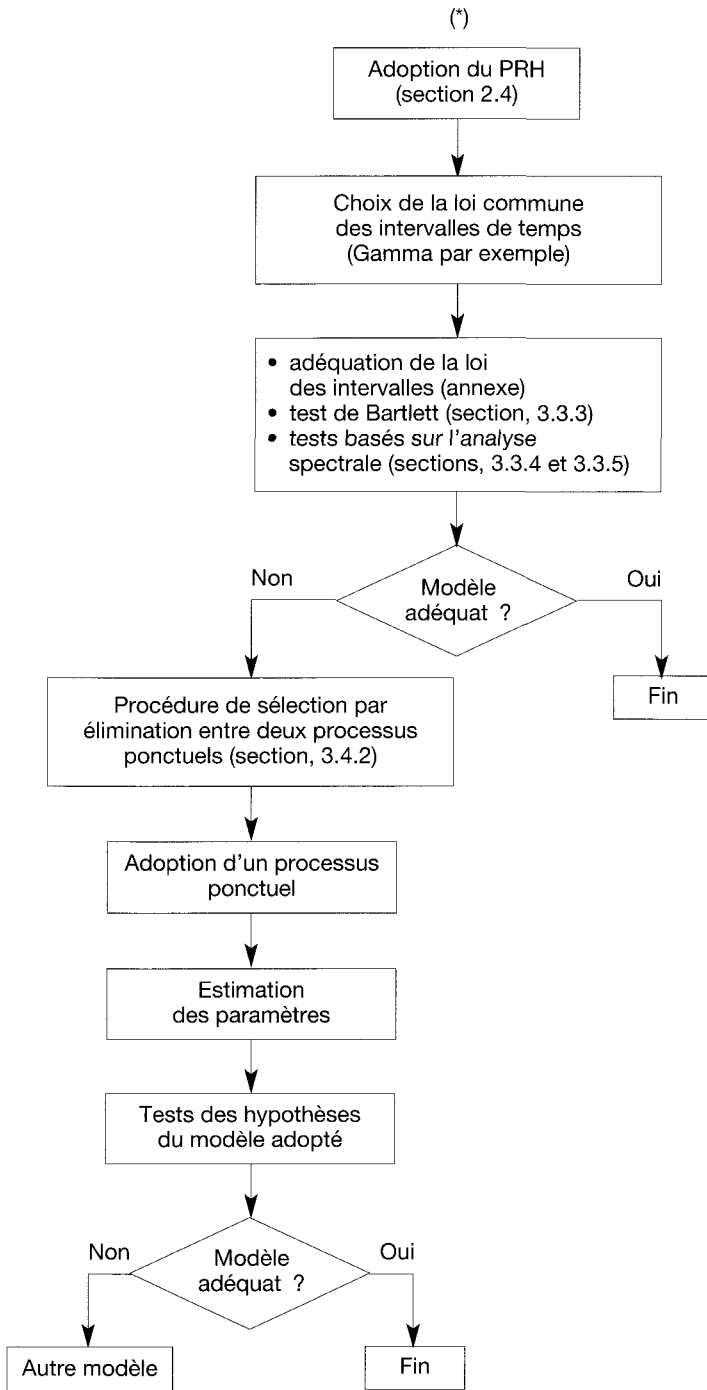 (*)
Adoption du PRH
(section 2.4)
Choix de la loi commune
des intervalles de temps
(Gamma par exemple)
• adéquation de la loi
des intervalles (annexe)
• test de Bartlett (section, 3.3.3)
• tests basés sur l'analyse
spectrale (sections, 3.3.4 et 3.3.5)
Non
Modèle
adéquat ?
Oui
Procédure de sélection par
élimination entre deux processus
ponctuels (section, 3.4.2)
Fin
Adoption d'un processus
ponctuel
Estimation
des paramètres
Tests des hypothèses
du modèle adopté
Non
Modèle
adéquat ?
Oui
Autre modèle
Fin